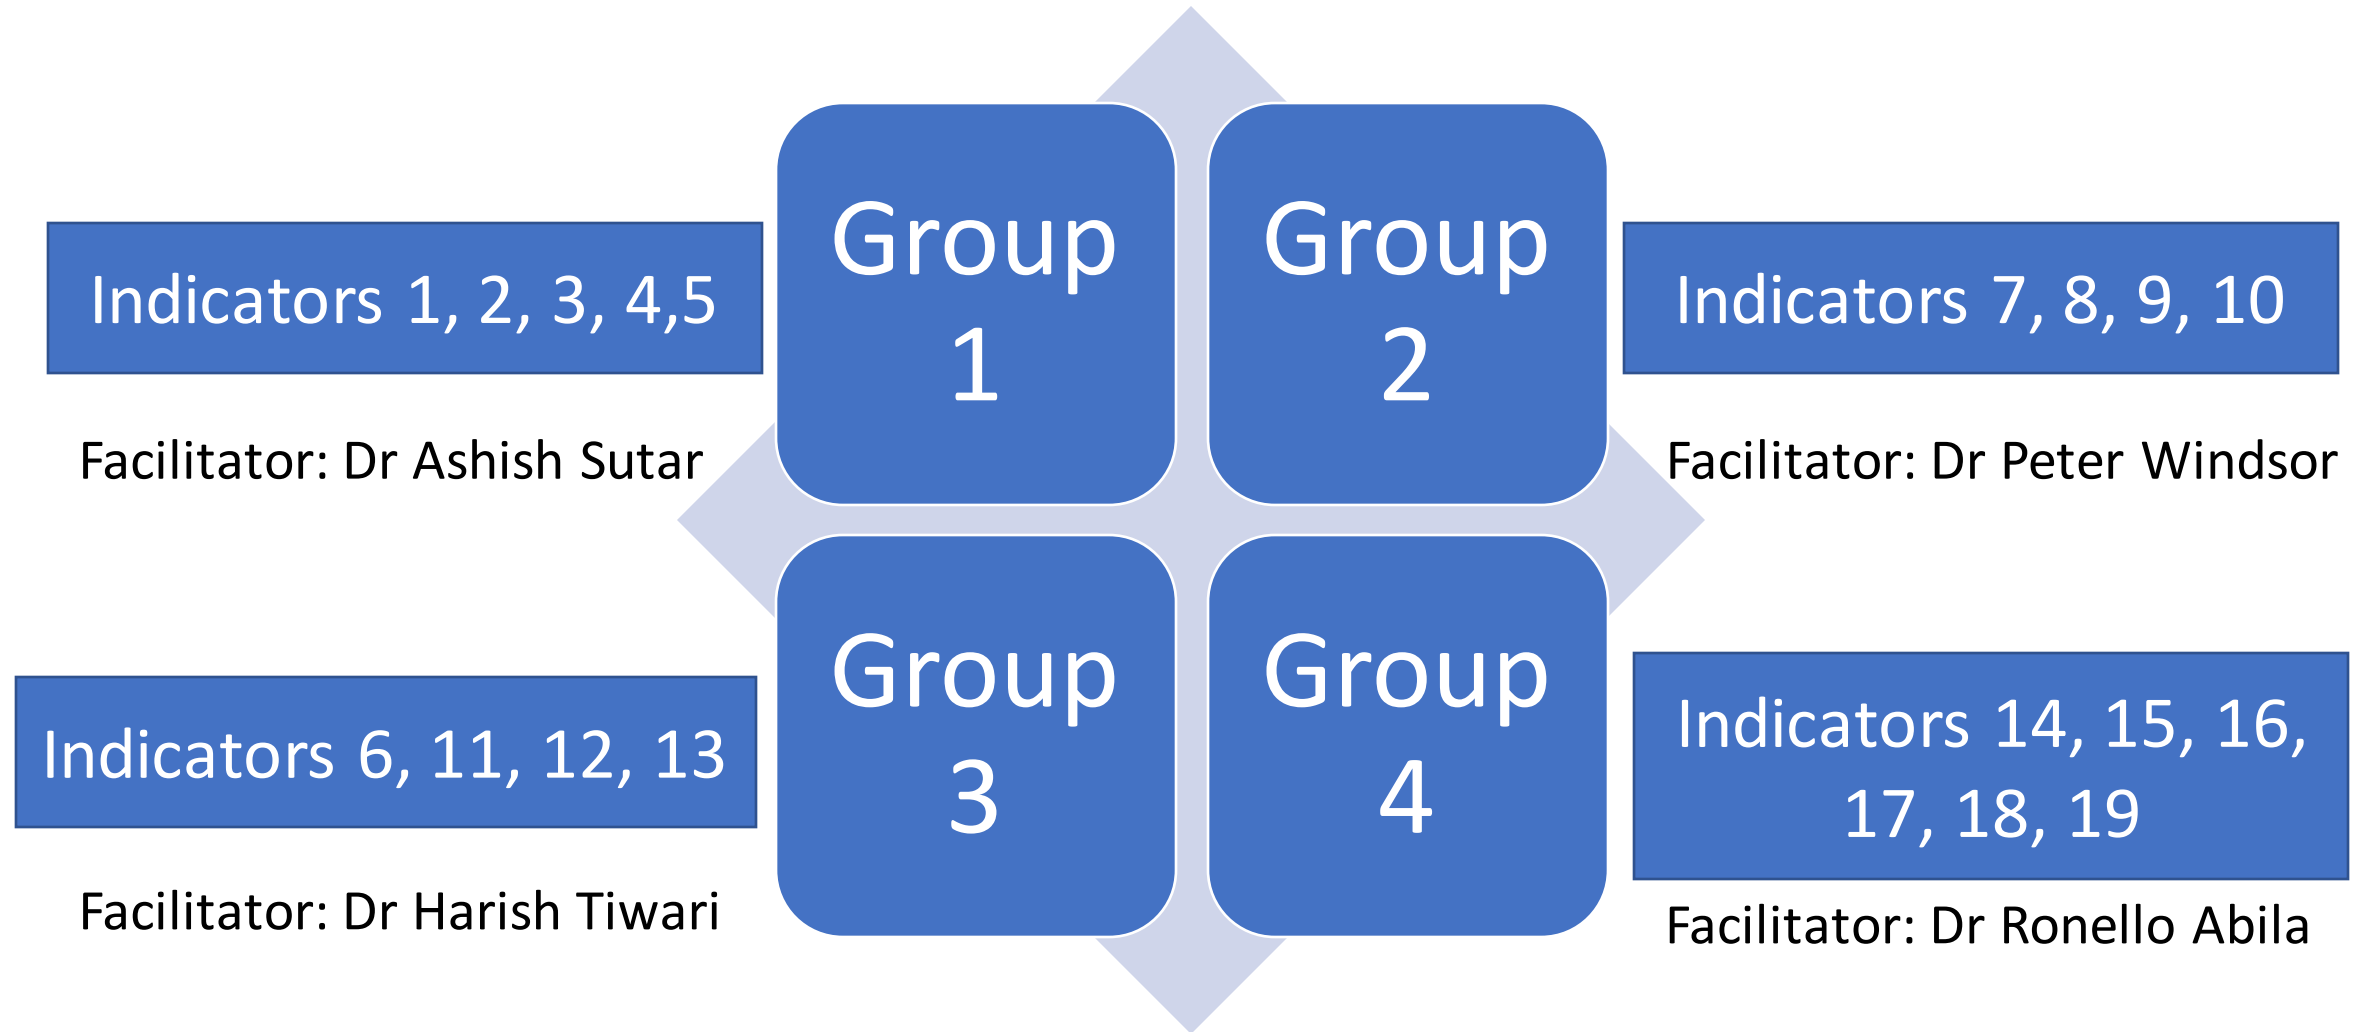 Group
1
Indicators 1, 2, 3, 4,5
Facilitator: Dr Ashish Sutar
Group
2
Indicators 7, 8, 9, 10
Facilitator: Dr Peter Windsor
Group
3
Indicators 6, 11, 12, 13
Facilitator: Dr Harish Tiwari
Group
4
Indicators 14, 15, 16,
17, 18, 19
Facilitator: Dr Ronello Abila